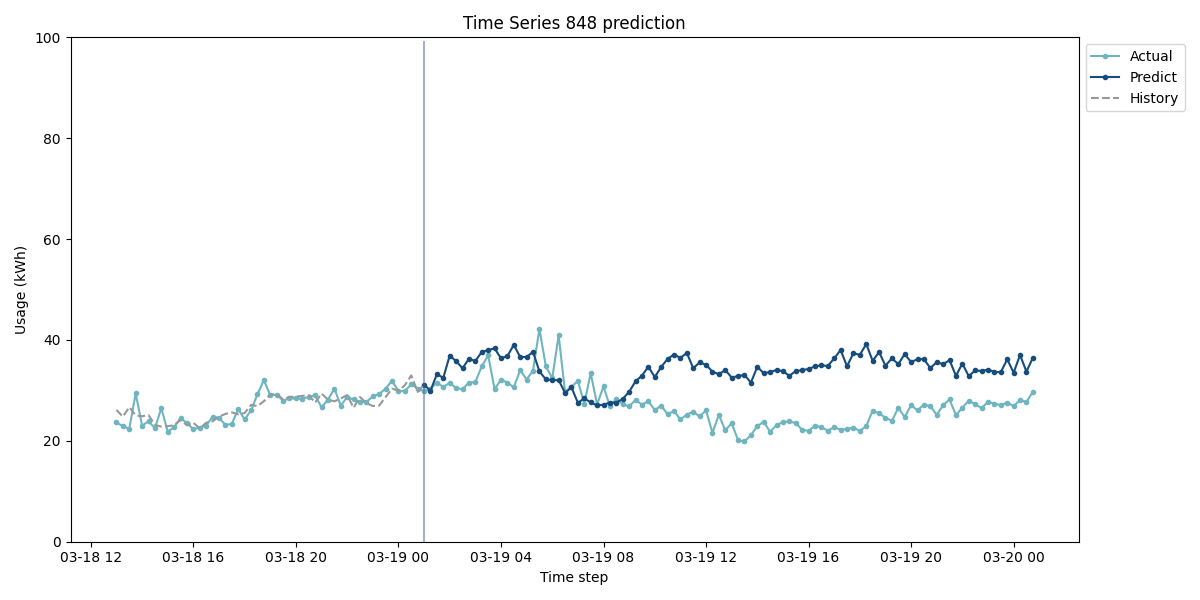 Time Series 848 prediction
100
80
60
40
20
0
Usage (kWh)
03-18 12
03-18 16
03-18 20
03-19 00
03-19 04
03-19 08
03-19 12
03-19 16
03-19 20
03-20 00
Time step
Actual
Predict
History